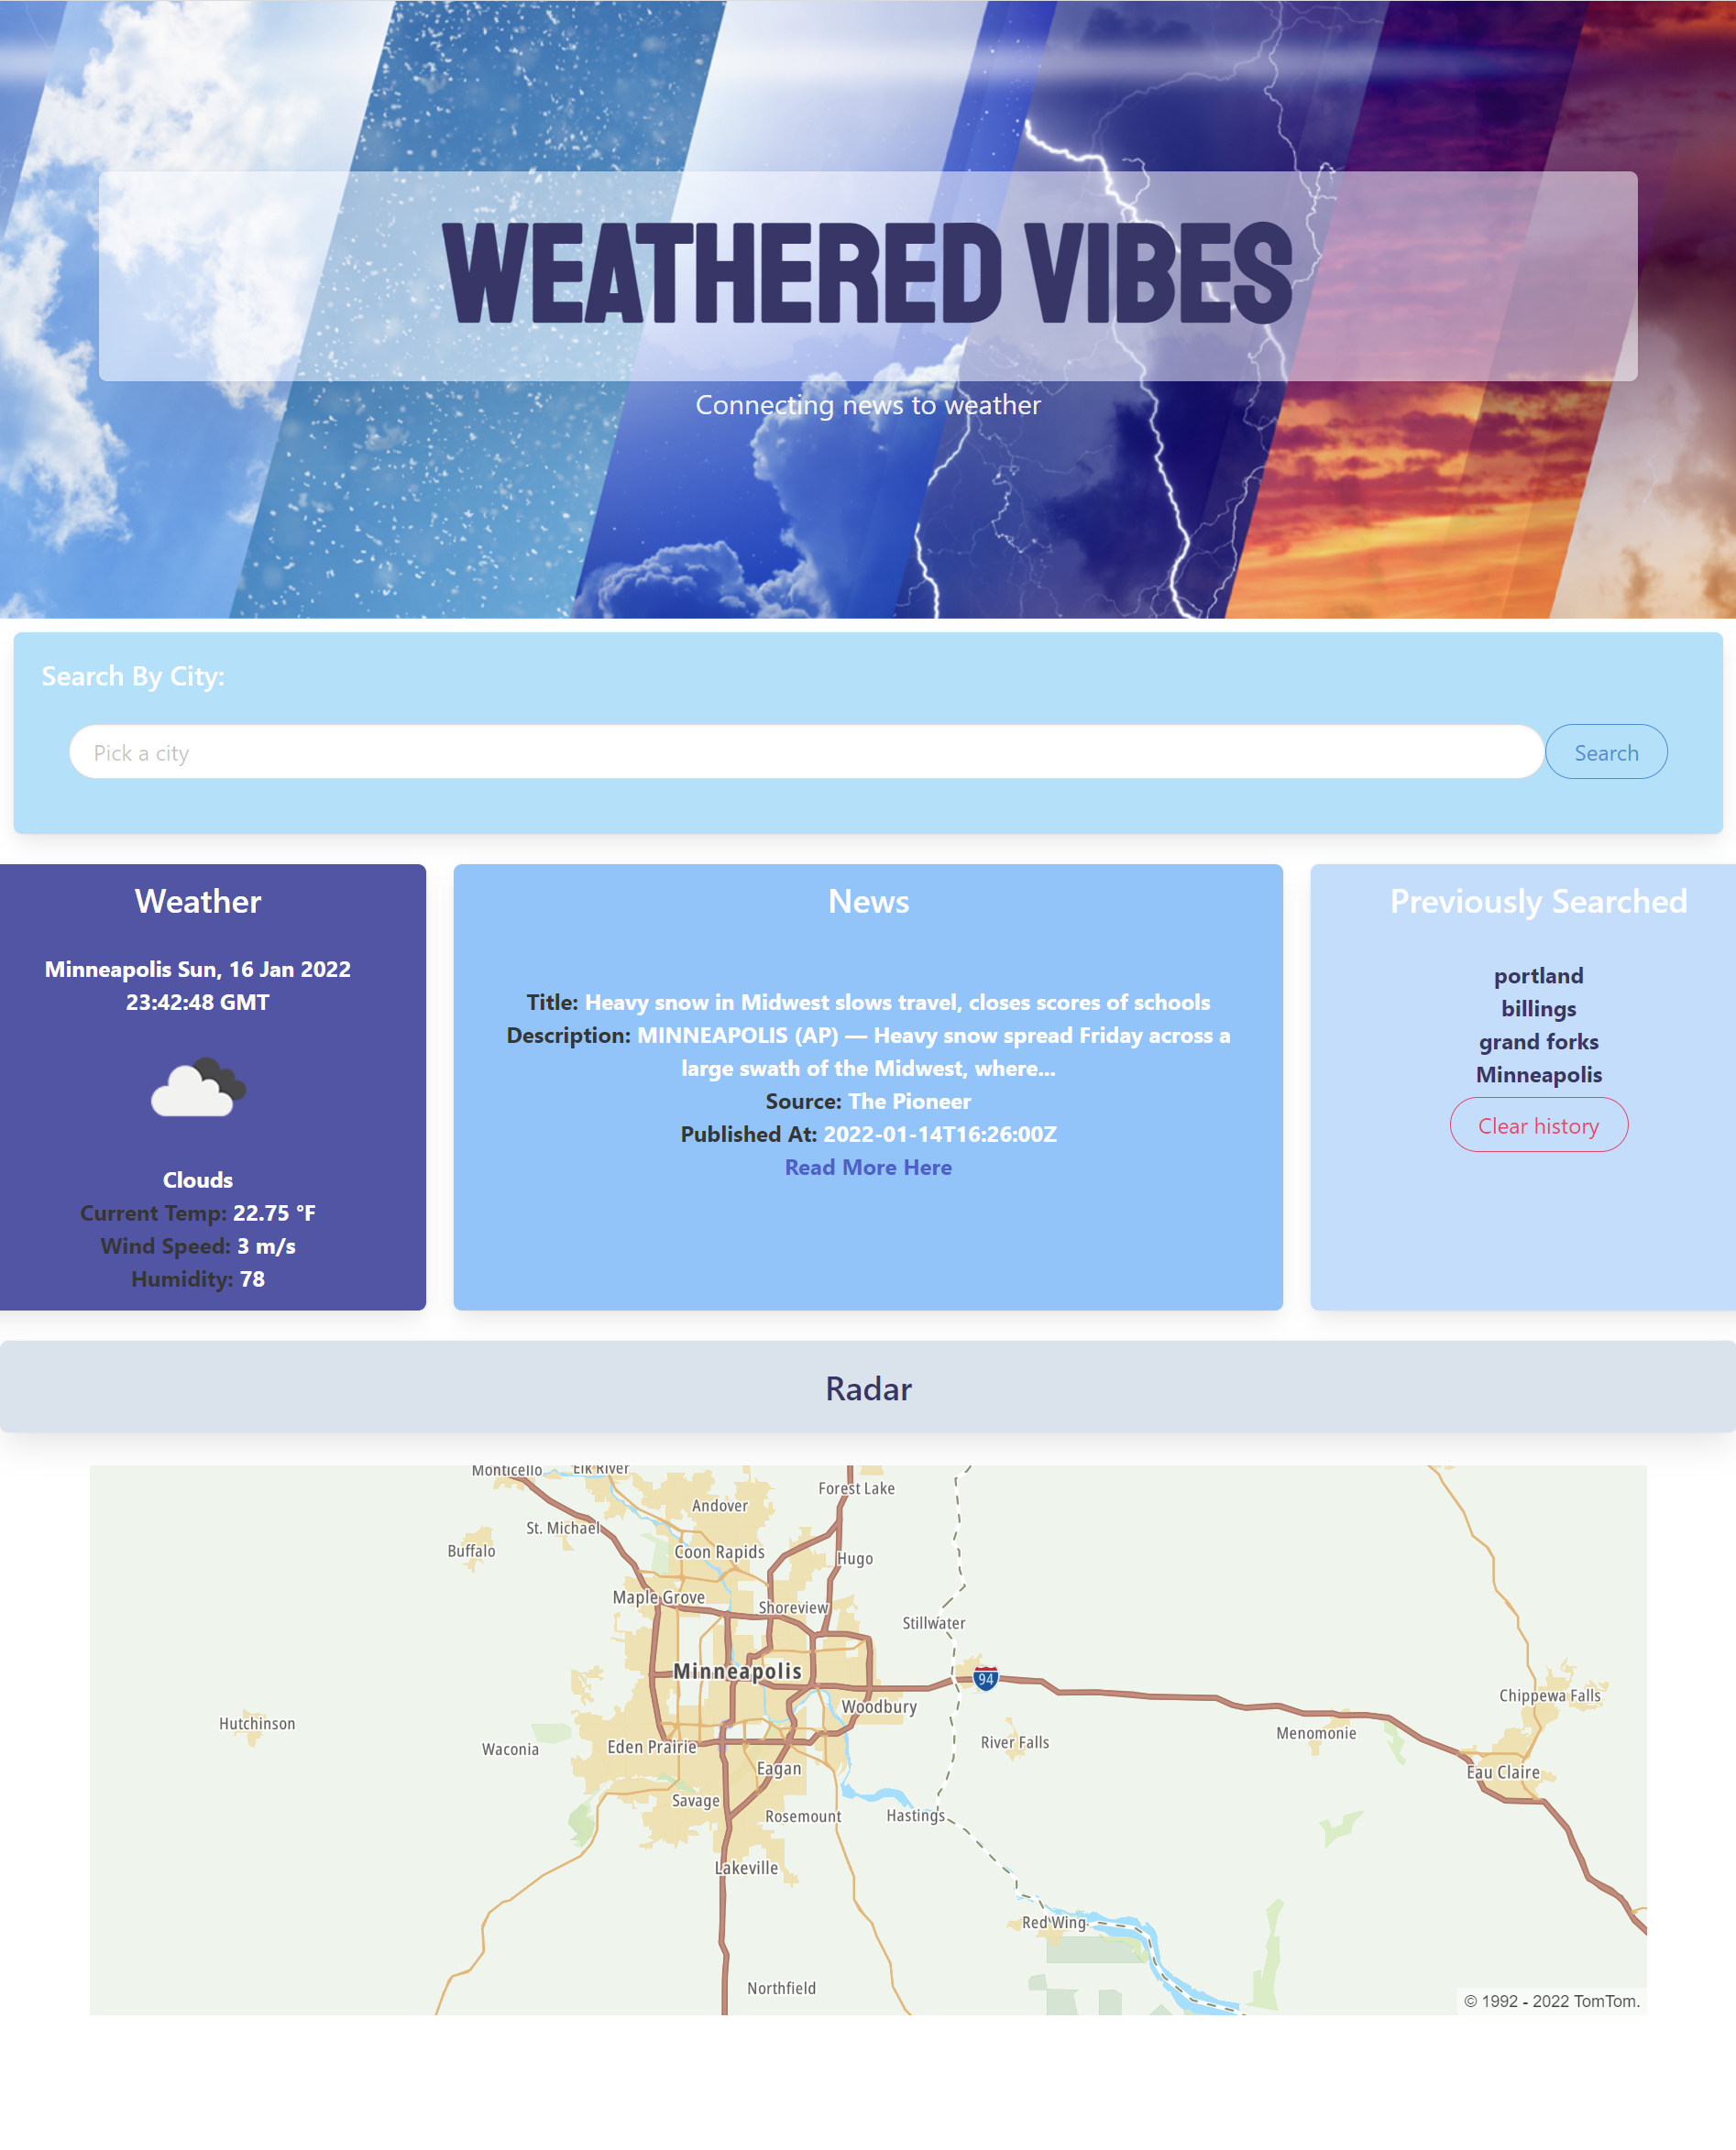 WEATHERED VIBES
Connecting news to weather
Search By City:
Pick a city
Search
Weather
Minneapolis Sun, 16 Jan 2022
23:42:48 GMT
Clouds
Current Temp: 22.75 °F
Wind Speed: 3 m/s
Humidity: 78
News
Title: Heavy snow in Midwest slows travel, closes scores of schools
Description: MINNEAPOLIS (AP) — Heavy snow spread Friday across a
large swath of the Midwest, where...
Source: The Pioneer
Published At: 2022-01-14T16:26:00Z
Read More Here
Previously Searched
portland
billings
grand forks
Minneapolis
Clear history
Radar
Monticello
Elk River
Forest Lake
Andover
St. Michael
Buffalo
Coon Rapids
Hugo
Maple Grove
Shoreview
Stillwater
Minneapolis
94
Woodbury
Chippewa Falls
Hutchinson
Menomonie
River Falls
Waconia
Eden Prairie
Eagan
Eau Claire
Savage
Rosemount
Hastings
Lakeville
Red Wing
Northfield
© 1992 - 2022 TomTom.